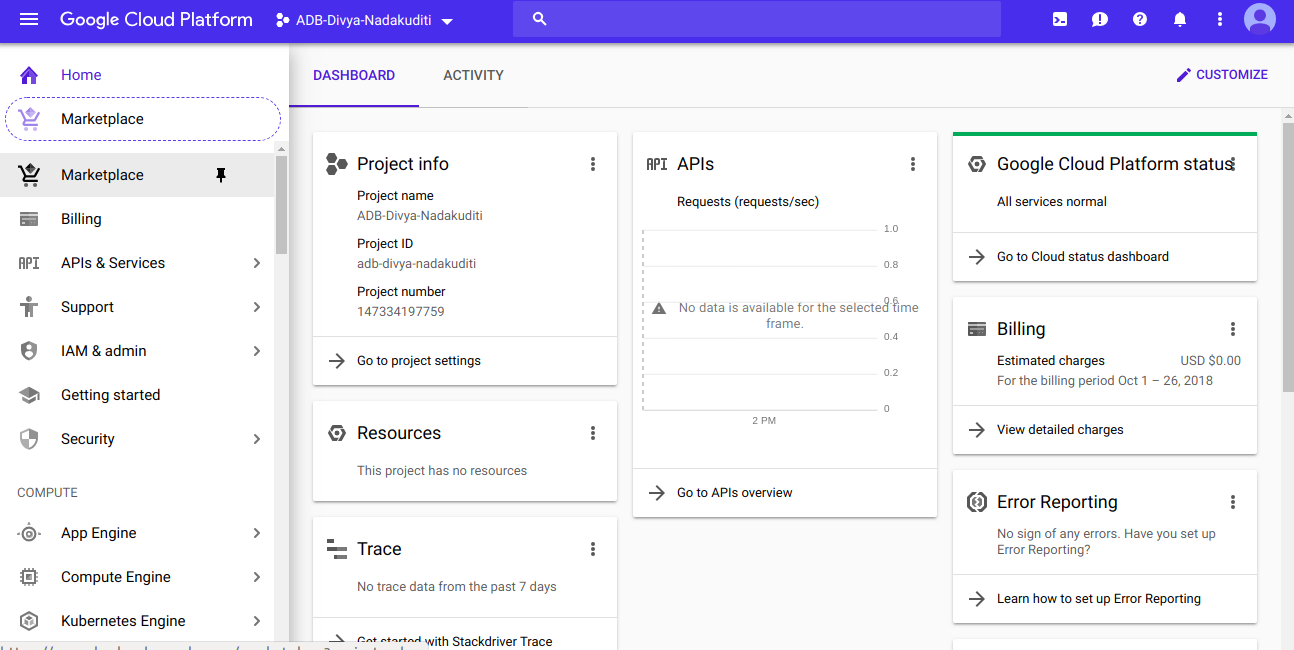 Google Cloud Platform
ADB-Divya-Nadakuditi
Home
Marketplace
Marketplace
Billing
API
APIs & Services
Support
IAM & admin
Getting started
Security
COMPUTE
App Engine
Compute Engine
Kubernetes Engine
DASHBOARD
ACTIVITY
CUSTOMIZE
Project info
Project name
ADB-Divya-Nadakuditi
Project ID
adb-divya-nadakuditi
Project number
147334197759
Go to project settings
Resources
This project has no resources
Trace
No trace data from the past 7 days
Get started with Stackdriver Trace
API
APIs
Requests (requests/sec)
1.0
0.8
0.6
No data is available for the selected time
frame.
0.4
0.2
0
2 PM
Go to APIs overview
Google Cloud Platform status
All services normal
Go to Cloud status dashboard
Billing
Estimated charges USD $0.00
For the billing period Oct 1 – 26, 2018
View detailed charges
Error Reporting
No sign of any errors. Have you set up
Error Reporting?
Learn how to set up Error Reporting